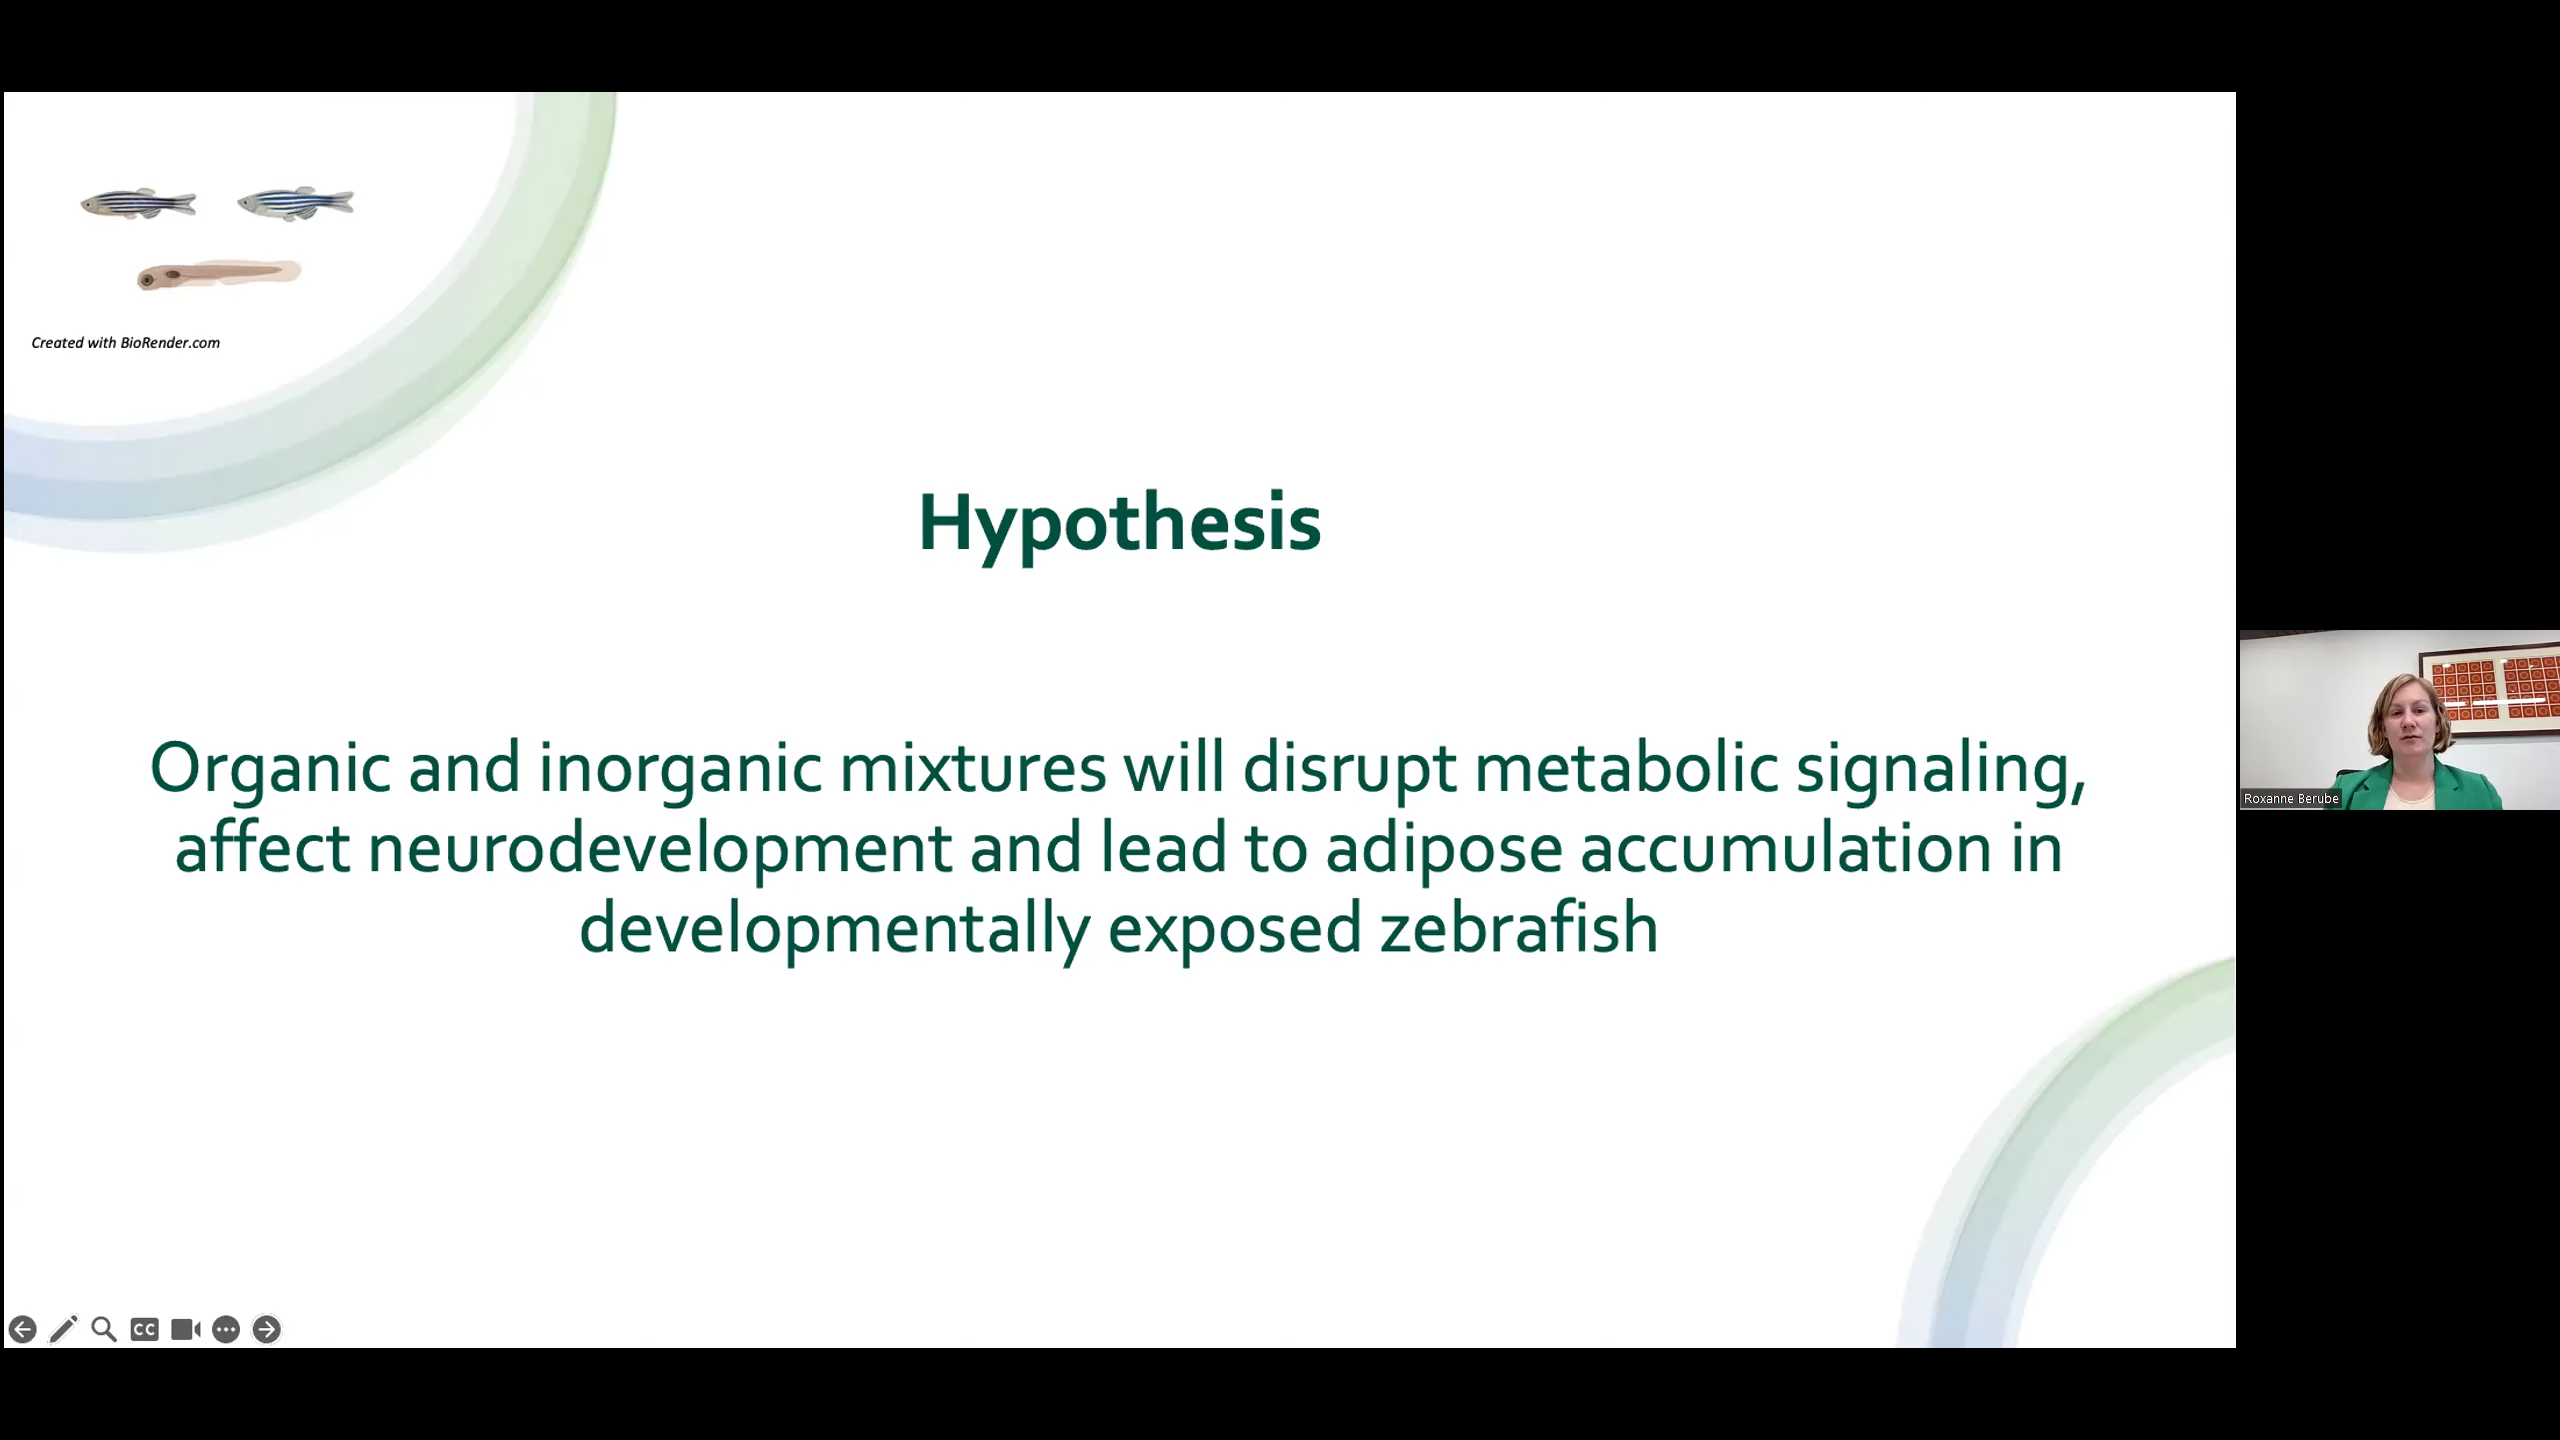 Created with BioRender.com
Hypothesis
Organic and inorganic mixtures will disrupt metabolic signaling,
affect neurodevelopment and lead to adipose accumulation in
developmentally exposed zebrafish
Roxanne Berube
CC